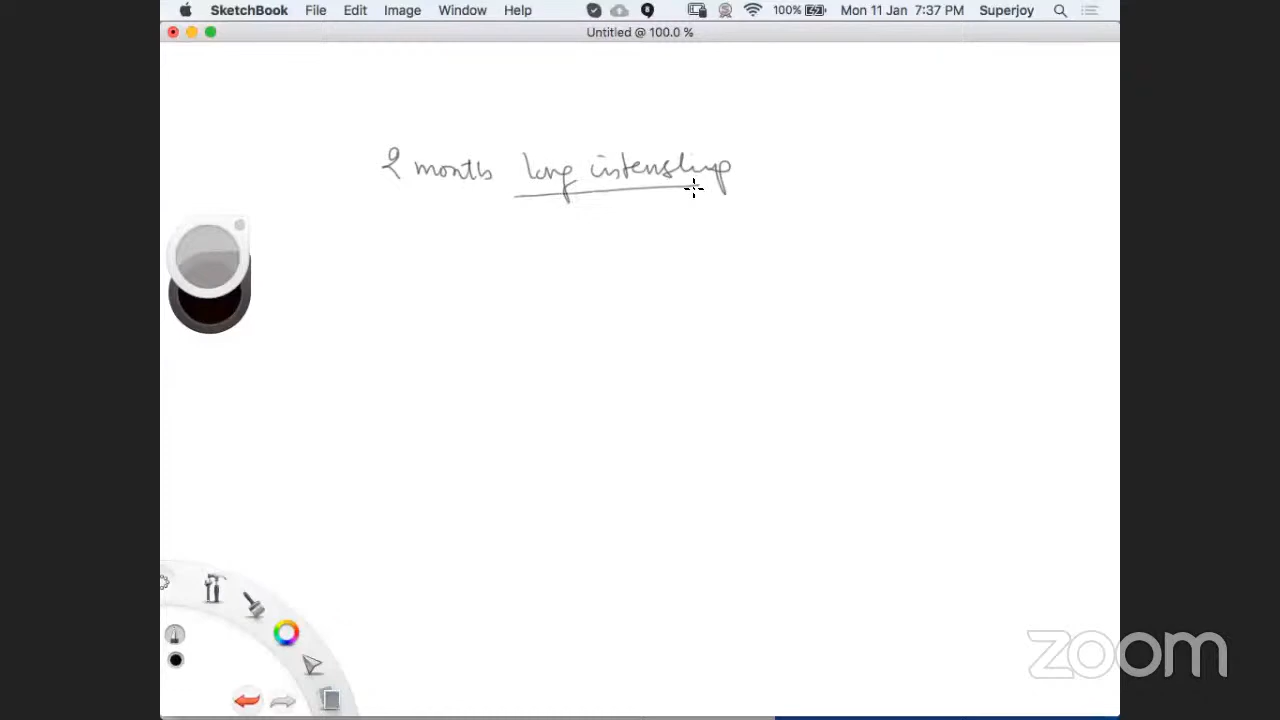 SketchBook File Edit Image Window Help 100% Mon 11 Jan 7:37 PM Superjoy
Untitled @ 100.0 %
2 months long internship
zoom